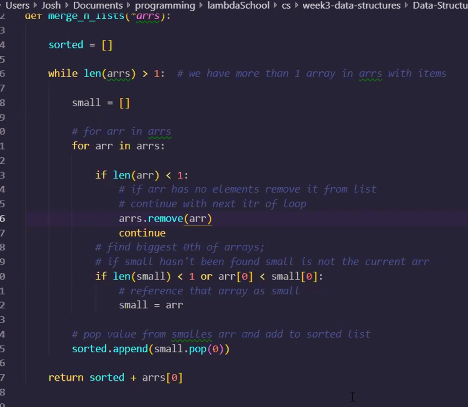 Users > Josh > Documents > programming > lambdaSchool > cs > week3-data-structures > Data-Struct
2 def merge_n_lists(*arrs):
3
4 sorted = []
5
6 while len(arrs) > 1: # we have more than 1 array in arrs with items
7
8 small = []
9
0 # for arr in arrs
1 for arr in arrs:
2
3 if len(arr) < 1:
4 # if arr has no elements remove it from list
5 # continue with next itr of loop
6 arrs.remove(arr)
7 continue
8 # find biggest 0th of arrays;
9 # if small hasn't been found small is not the current arr
0 if len(small) < 1 or arr[0] < small[0]:
1 # reference that array as small
2 small = arr
3
4 # pop value from smalles arr and add to sorted list
5 sorted.append(small.pop(0))
6
7 return sorted + arrs[0]
8
9